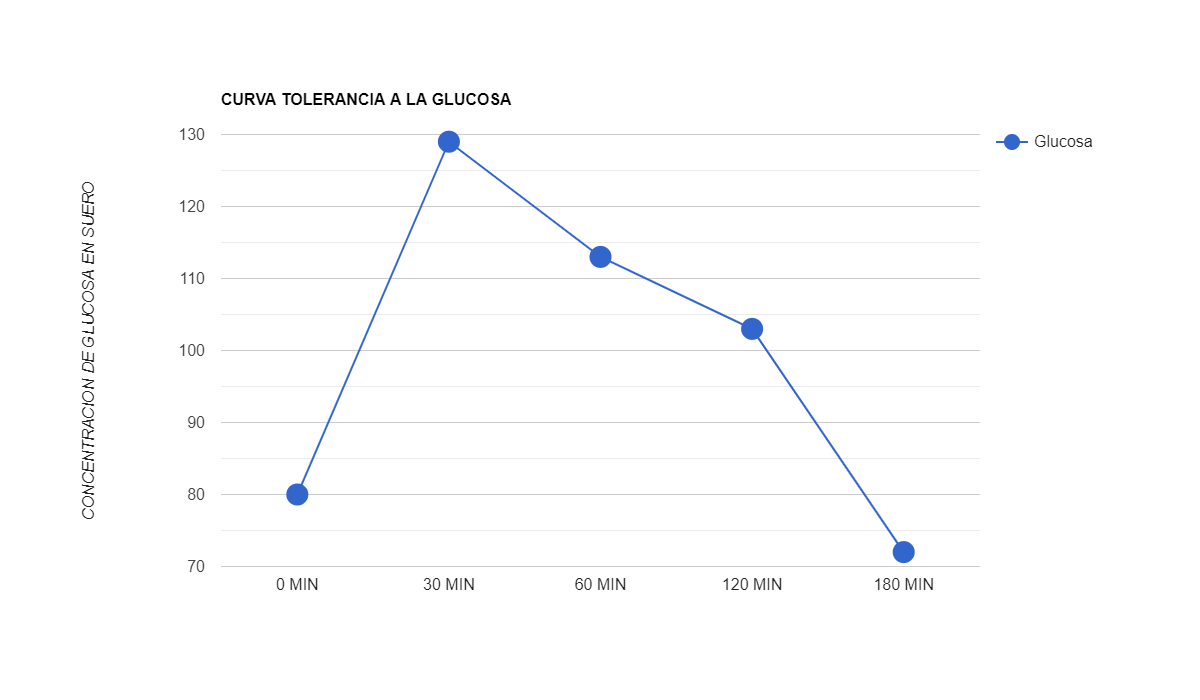 CURVA TOLERANCIA A LA GLUCOSA
CONCENTRACION DE GLUCOSA EN SUERO
130
120
110
100
90
80
70
0 MIN
30 MIN
60 MIN
120 MIN
180 MIN
Glucosa